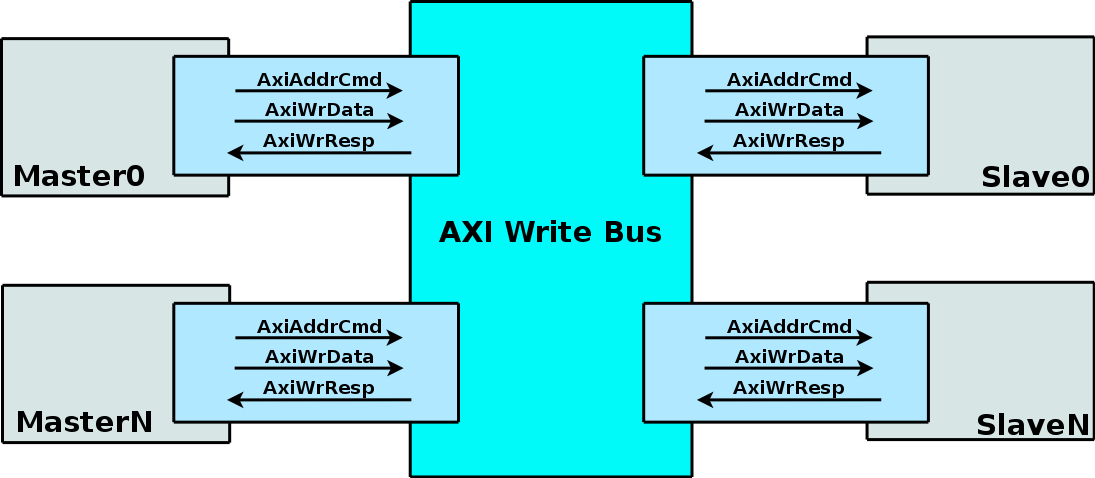 AxiAddrCmd
AxiWrData
AxiWrResp
Master0
AxiAddrCmd
AxiWrData
AxiWrResp
Slave0
AXI Write Bus
AxiAddrCmd
AxiWrData
AxiWrResp
MasterN
AxiAddrCmd
AxiWrData
AxiWrResp
SlaveN